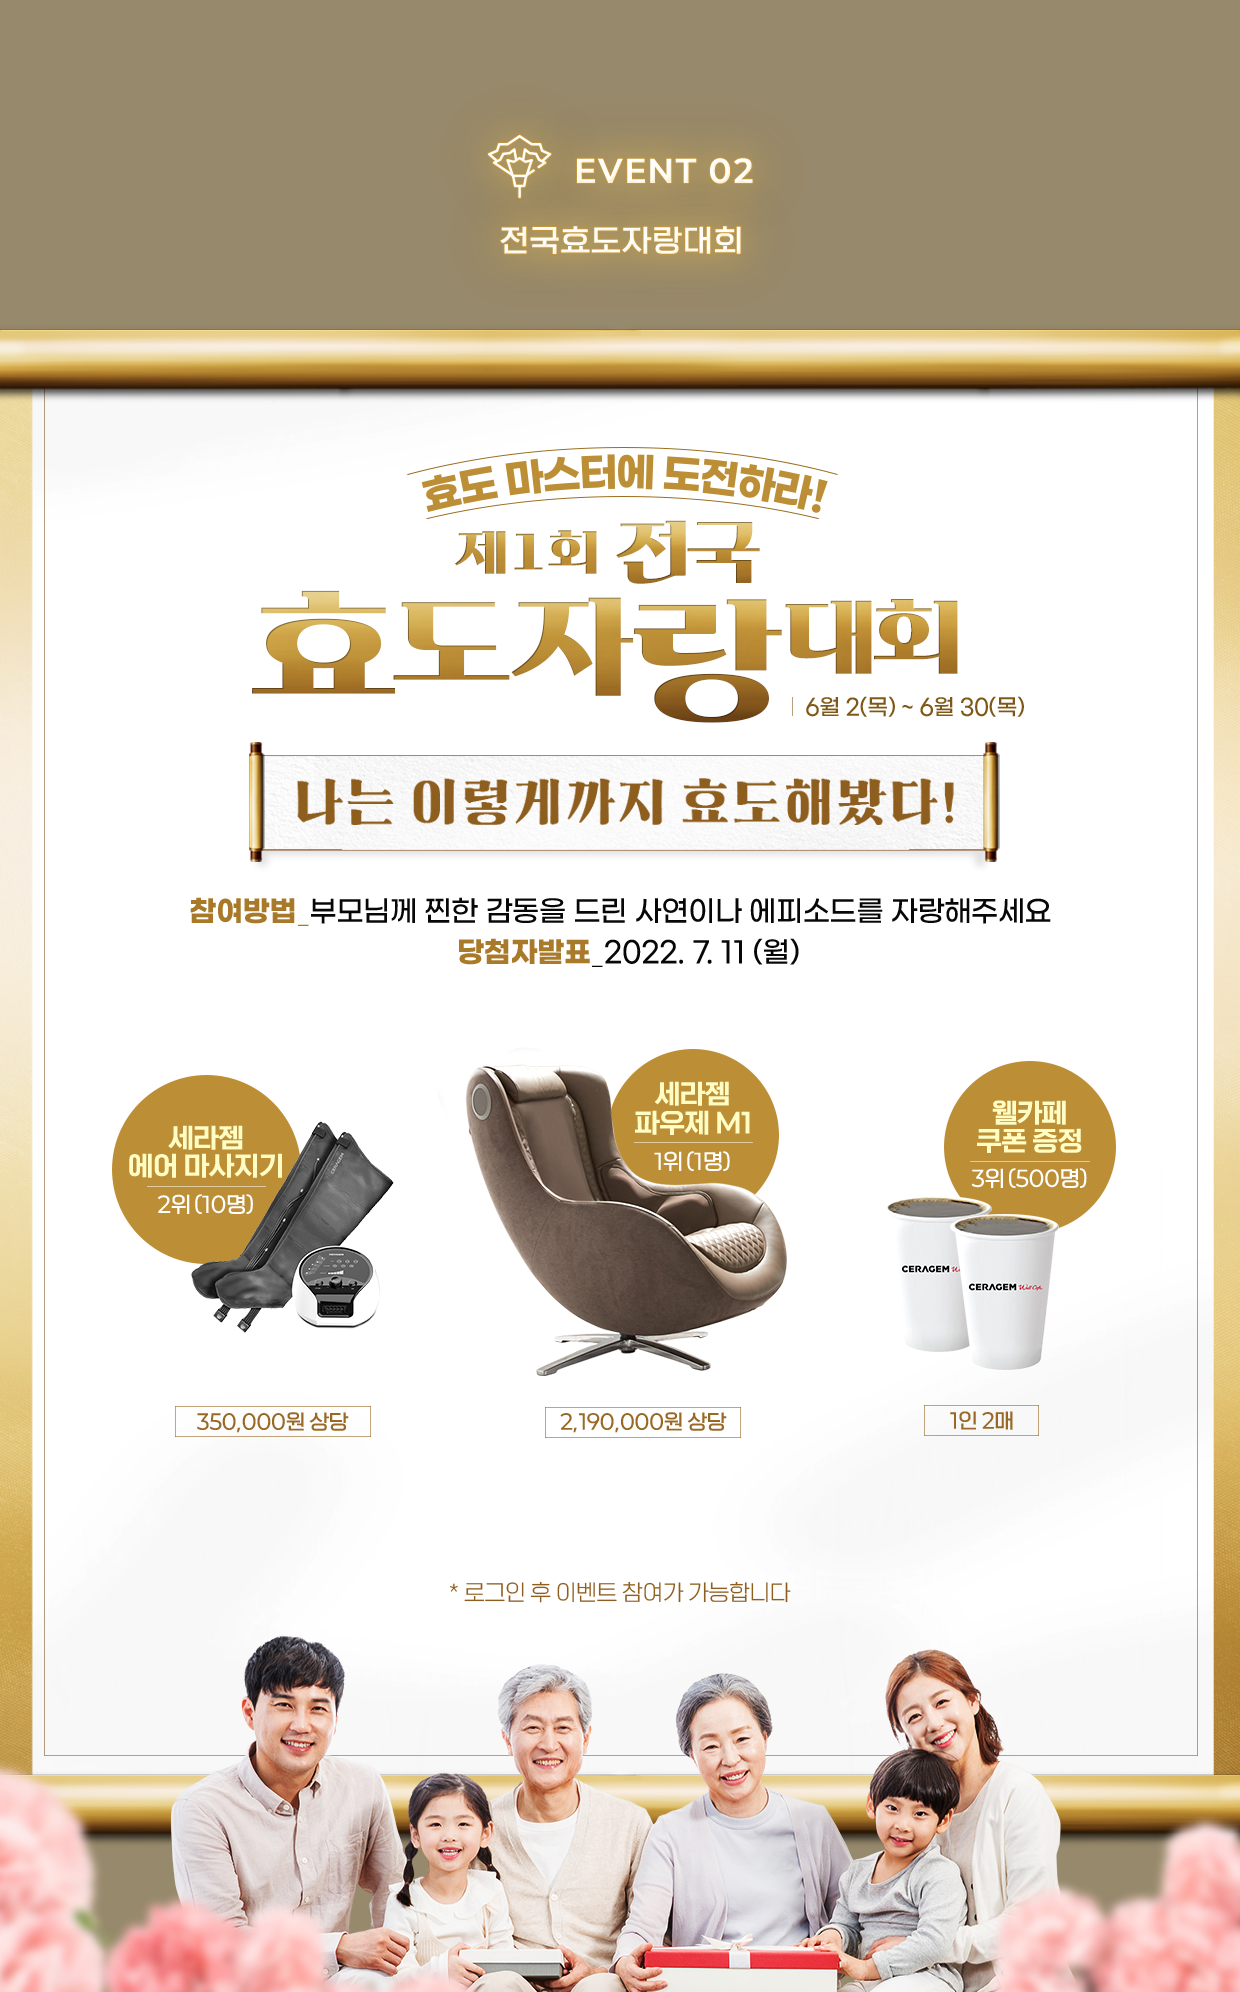 EVENT 02
전국효도자랑대회
효도 마스터에 도전하라!
제1회 전국
효도자랑대회
6월 2(목) ~ 6월 30(목)
나는 이렇게까지 효도해봤다!
참여방법_부모님께 찐한 감동을 드린 사연이나 에피소드를 자랑해주세요
당첨자발표_2022. 7. 11 (월)
세라젬
에어 마사지기
2위 (10명)
CERAGEM
350,000원 상당
세라젬
파우제 M1
1위 (1명)
2,190,000원 상당
웰카페
쿠폰 증정
3위 (500명)
CERAGEM
CERAGEM
1인 2매
* 로그인 후 이벤트 참여가 가능합니다